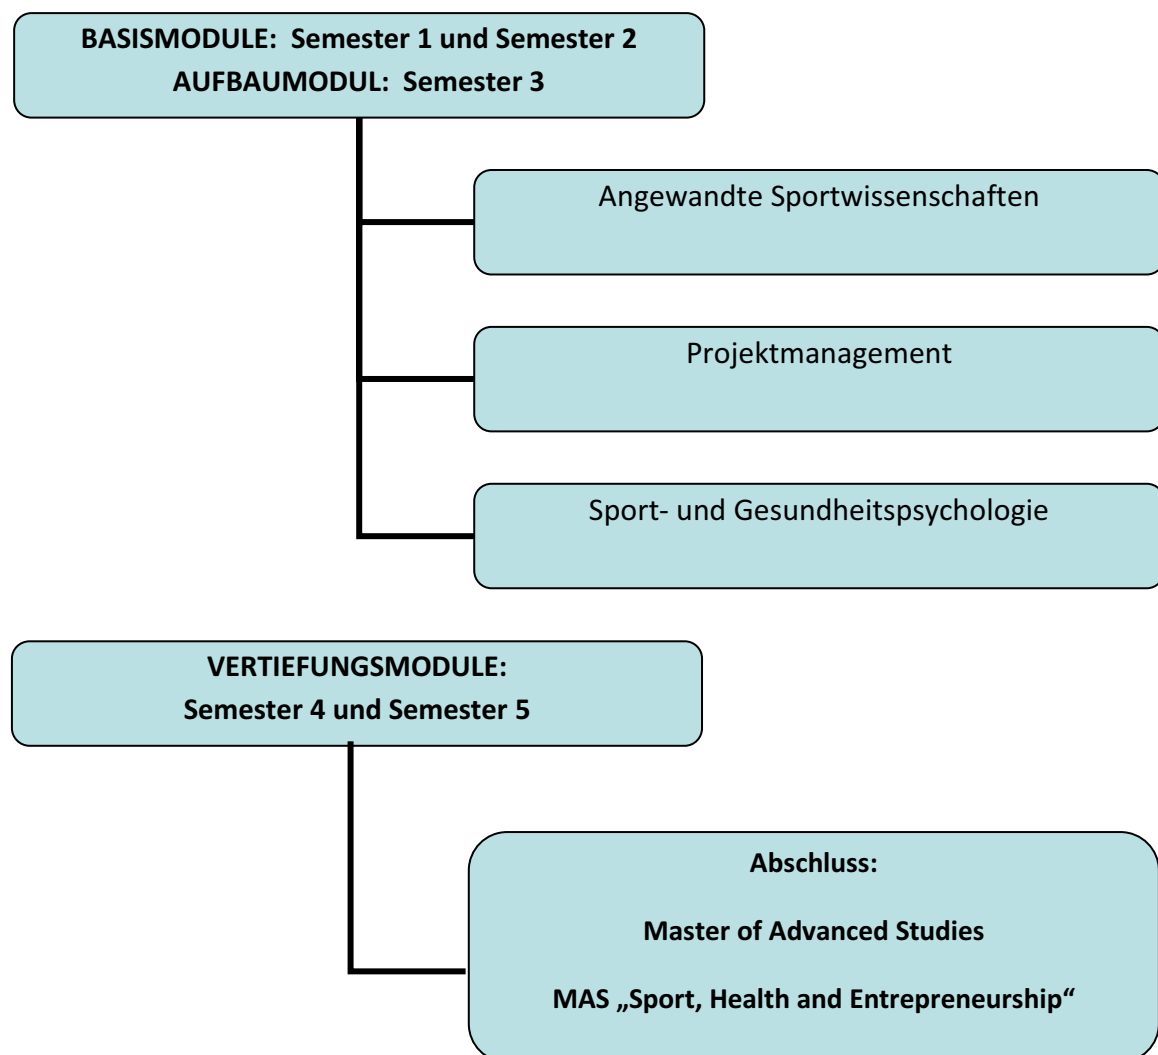 BASISMODULE: Semester 1 und Semester 2
AUFBAUMODUL: Semester 3
Angewandte Sportwissenschaften
Projektmanagement
Sport- und Gesundheitspsychologie
VERTIEFUNGSMODULE:
Semester 4 und Semester 5
Abschluss:
Master of Advanced Studies
MAS „Sport, Health and Entrepreneurship“